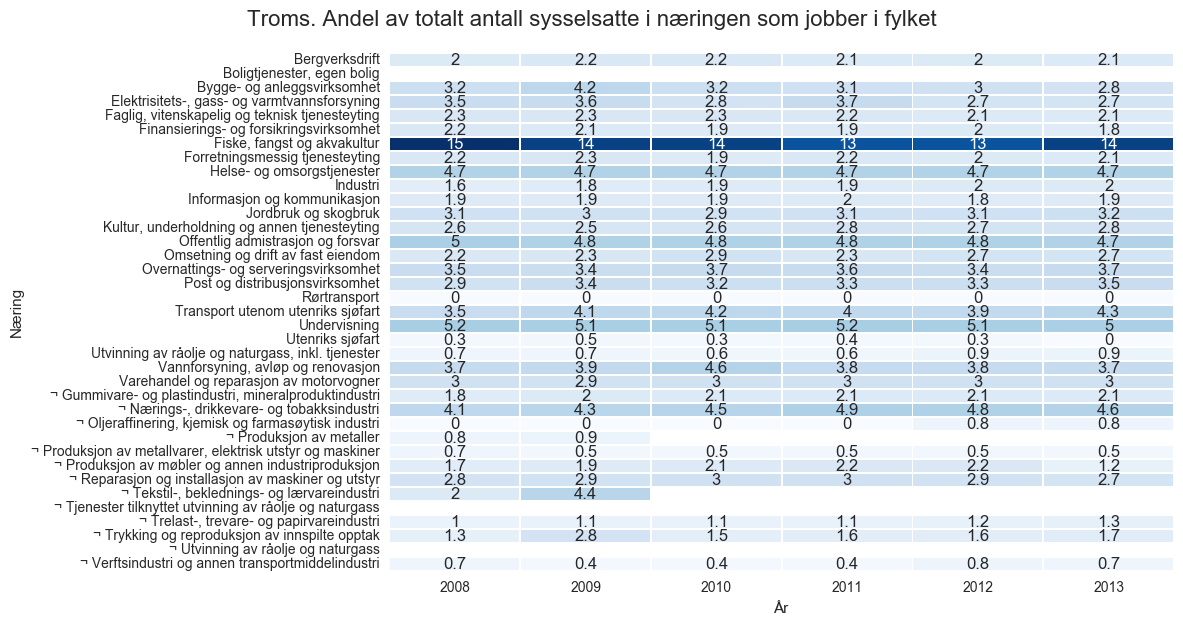 Troms. Andel av totalt antall sysselsatte i næringen som jobber i fylket
Næring
Bergverksdrift 2 2.2 2.2 2.1 2 2.1
Boligtjenester, egen bolig
Bygge- og anleggsvirksomhet 3.2 4.2 3.2 3.1 3 2.8
Elektrisitets-, gass- og varmtvannsforsyning 3.5 3.6 2.8 3.7 2.7 2.7
Faglig, vitenskapelig og teknisk tjenesteyting 2.3 2.3 2.3 2.2 2.1 2.1
Finansierings- og forsikringsvirksomhet 2.2 2.1 1.9 1.9 2 1.8
Fiske, fangst og akvakultur 15 14 14 13 13 14
Forretningsmessig tjenesteyting 2.2 2.3 1.9 2.2 2 2.1
Helse- og omsorgstjenester 4.7 4.7 4.7 4.7 4.7 4.7
Industri 1.6 1.8 1.9 1.9 2 2
Informasjon og kommunikasjon 1.9 1.9 1.9 2 1.8 1.9
Jordbruk og skogbruk 3.1 3 2.9 3.1 3.1 3.2
Kultur, underholdning og annen tjenesteyting 2.6 2.5 2.6 2.8 2.7 2.8
Offentlig admistrasjon og forsvar 5 4.8 4.8 4.8 4.8 4.7
Omsetning og drift av fast eiendom 2.2 2.3 2.9 2.3 2.7 2.7
Overnattings- og serveringsvirksomhet 3.5 3.4 3.7 3.6 3.4 3.7
Post og distribusjonsvirksomhet 2.9 3.4 3.2 3.3 3.3 3.5
Rørtransport 0 0 0 0 0 0
Transport utenom utenriks sjøfart 3.5 4.1 4.2 4 3.9 4.3
Undervisning 5.2 5.1 5.1 5.2 5.1 5
Utenriks sjøfart 0.3 0.5 0.3 0.4 0.3 0
Utvinning av råolje og naturgass, inkl. tjenester 0.7 0.7 0.6 0.6 0.9 0.9
Vannforsyning, avløp og renovasjon 3.7 3.9 4.6 3.8 3.8 3.7
Varehandel og reparasjon av motorvogner 3 2.9 3 3 3 3
¬ Gummivare- og plastindustri, mineralproduktindustri 1.8 2 2.1 2.1 2.1 2.1
¬ Nærings-, drikkevare- og tobakksindustri 4.1 4.3 4.5 4.9 4.8 4.6
¬ Oljeraffinering, kjemisk og farmasøytisk industri 0 0 0 0 0.8 0.8
¬ Produksjon av metaller 0.8 0.9
¬ Produksjon av metallvarer, elektrisk utstyr og maskiner 0.7 0.5 0.5 0.5 0.5 0.5
¬ Produksjon av møbler og annen industriproduksjon 1.7 1.9 2.1 2.2 2.2 1.2
¬ Reparasjon og installasjon av maskiner og utstyr 2.8 2.9 3 3 2.9 2.7
¬ Tekstil-, beklednings- og lærvareindustri 2 4.4
¬ Tjenester tilknyttet utvinning av råolje og naturgass
¬ Trelast-, trevare- og papirvareindustri 1 1.1 1.1 1.1 1.2 1.3
¬ Trykking og reproduksjon av innspilte opptak 1.3 2.8 1.5 1.6 1.6 1.7
¬ Utvinning av råolje og naturgass
¬ Verftsindustri og annen transportmiddelindustri 0.7 0.4 0.4 0.4 0.8 0.7
2008 2009 2010 2011 2012 2013
År